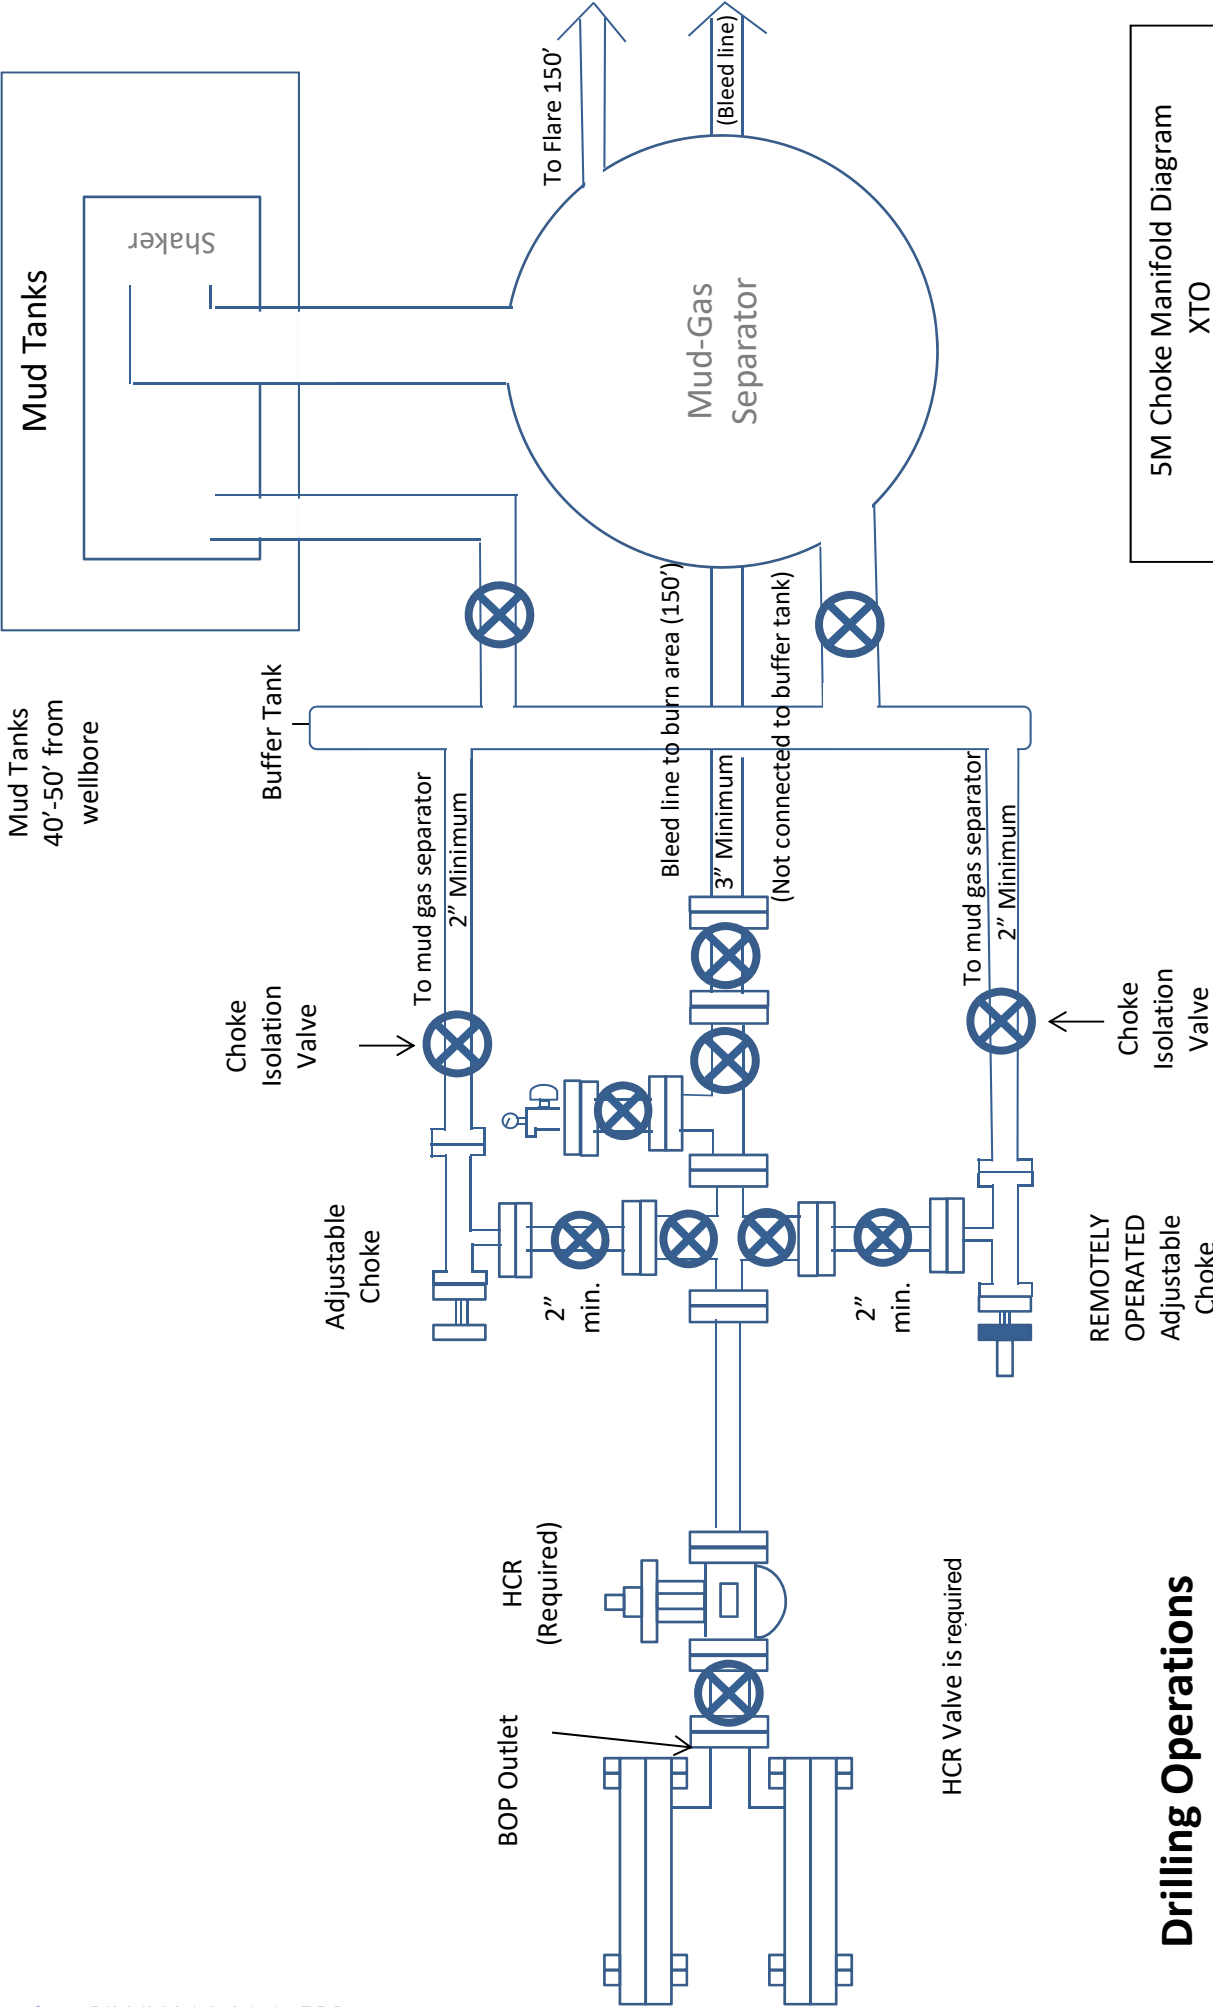 Mud Tanks
40’-50’ from
wellbore
Mud Tanks
Shaker
Buffer Tank
Choke
Isolation
Valve
Adjustable
Choke
To mud gas separator
2” Minimum
To Flare 150’
(Bleed line)
Mud-Gas
Separator
HCR
(Required)
BOP Outlet
2”
min.
Bleed line to burn area (150’)
3” Minimum
(Not connected to buffer tank)
2”
min.
HCR Valve is required
To mud gas separator
2” Minimum
REMOTELY
OPERATED
Adjustable
Choke
Choke
Isolation
Valve
Drilling Operations
5M Choke Manifold Diagram
XTO